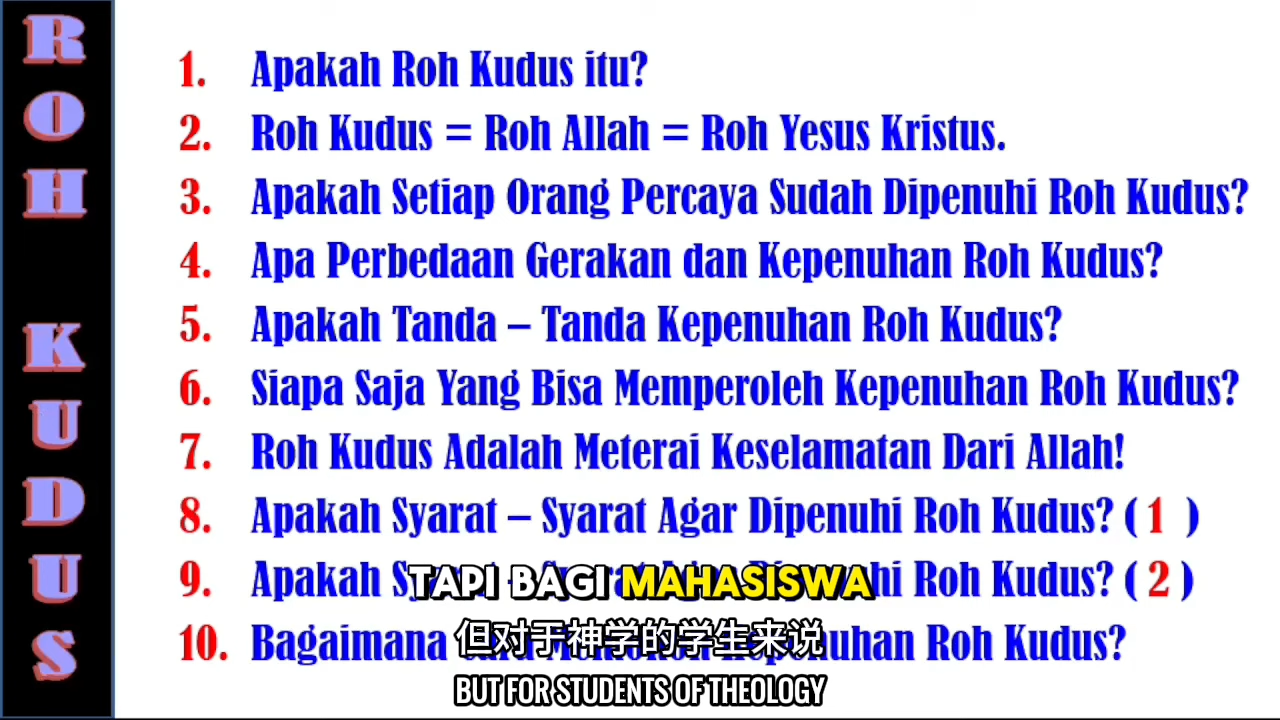 ROH KUDUS
1. Apakah Roh Kudus itu?
2. Roh Kudus = Roh Allah = Roh Yesus Kristus.
3. Apakah Setiap Orang Percaya Sudah Dipenuhi Roh Kudus?
4. Apa Perbedaan Gerakan dan Kepenuhan Roh Kudus?
5. Apakah Tanda – Tanda Kepenuhan Roh Kudus?
6. Siapa Saja Yang Bisa Memperoleh Kepenuhan Roh Kudus?
7. Roh Kudus Adalah Meterai Keselamatan Dari Allah!
8. Apakah Syarat – Syarat Agar Dipenuhi Roh Kudus? ( 1 )
9. Apakah Roh Kudus? ( 2 )
TAPI BAGI MAHASISWA
10. Bagaimana Roh Kudus?
但对于神学的学生来说
BUT FOR STUDENTS OF THEOLOGY